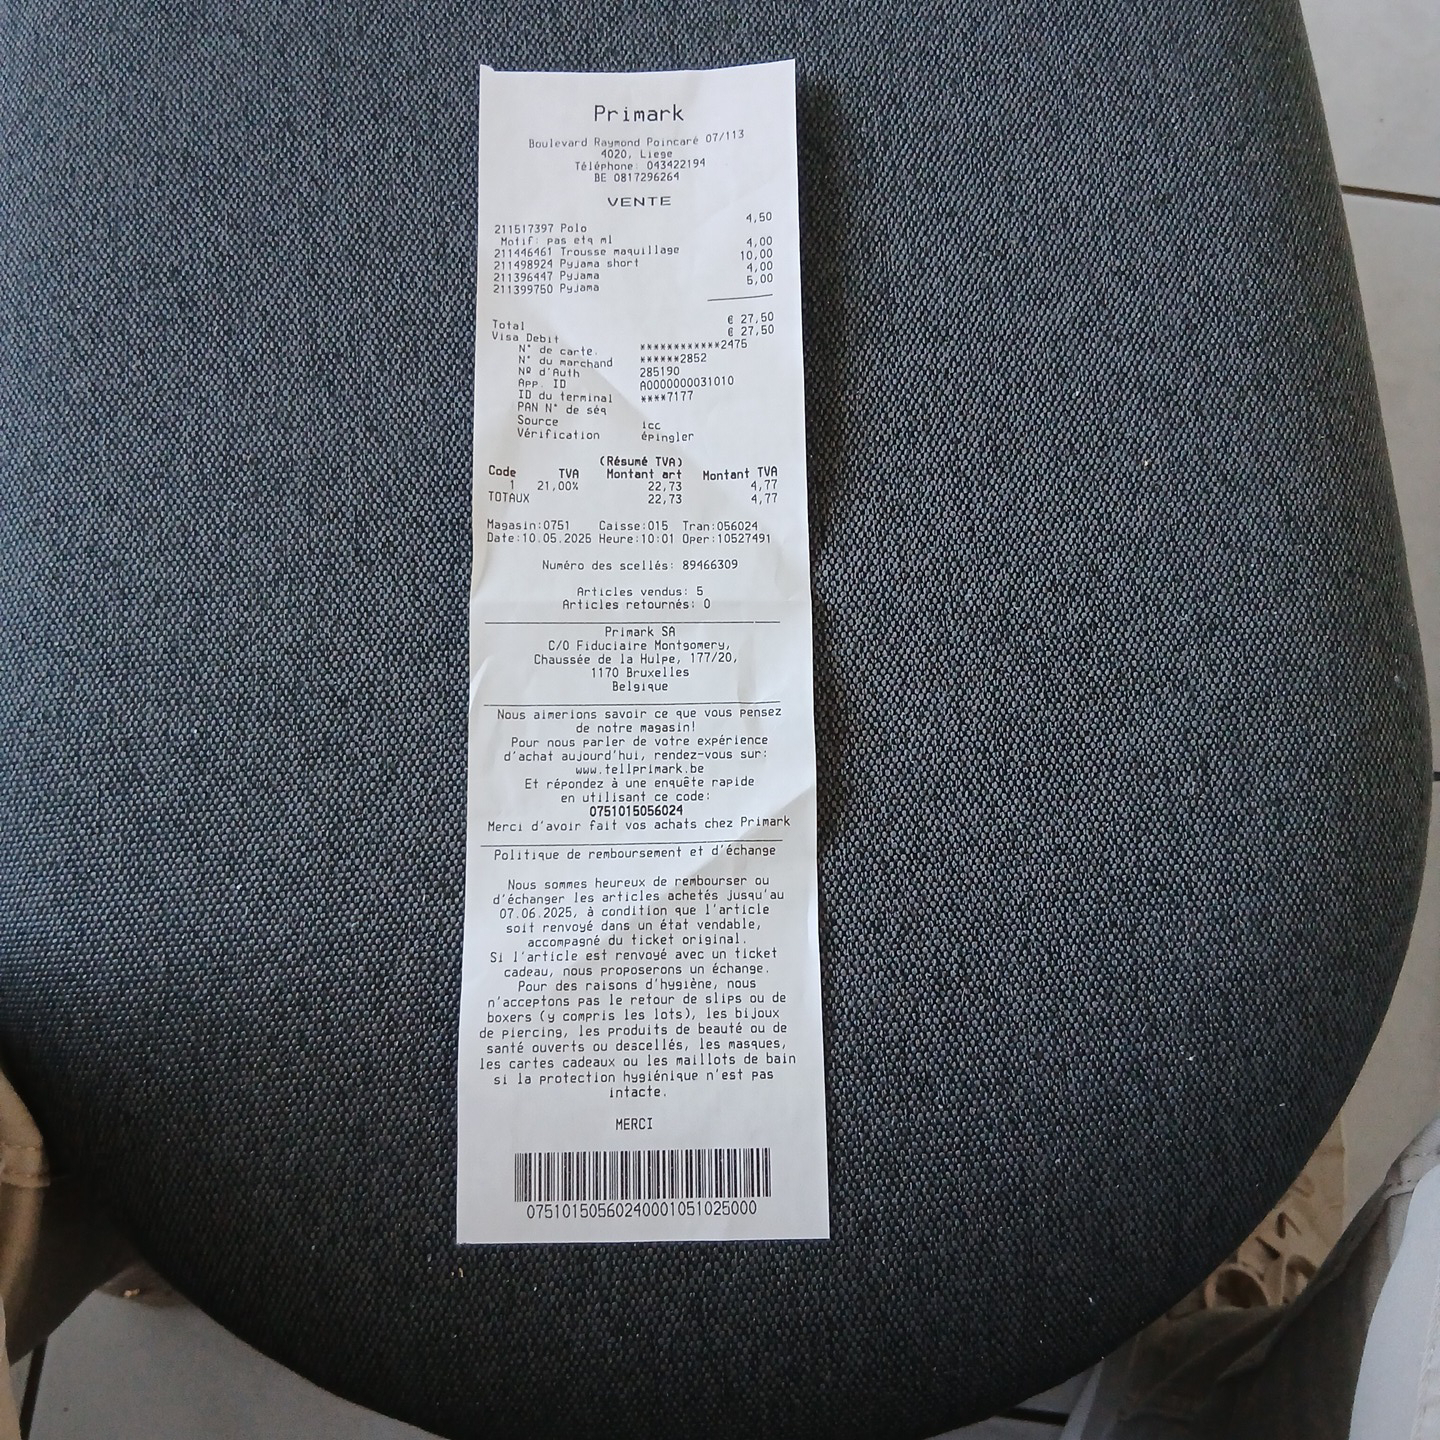 Primark
Boulevard Raymond Poincaré 07/113
4020, Liege
Téléphone: 043422194
BE 0817296264
VENTE
211517397 Polo 4,50
Motif: pas etq ml
211446461 Trousse maquillage 4,00
211498924 Pyjama short 10,00
211396447 Pyjama 4,00
211399750 Pyjama 5,00
Total € 27,50
Visa Debit € 27,50
N° de carte. ************2475
N° du marchand ******2852
Nº d'Auth 285190
App. ID A0000000031010
ID du terminal ****7177
PAN N° de séq
Source icc
Vérification épingler
(Résumé TVA)
Code TVA Montant art Montant TVA
1 21,00% 22,73 4,77
TOTAUX 22,73 4,77
Magasin:0751 Caisse:015 Tran:056024
Date:10.05.2025 Heure:10:01 Oper:10527491
Numéro des scellés: 89466309
Articles vendus: 5
Articles retournés: 0
Primark SA
C/O Fiduciaire Montgomery,
Chaussée de la Hulpe, 177/20,
1170 Bruxelles
Belgique
Nous aimerions savoir ce que vous pensez
de notre magasin!
Pour nous parler de votre expérience
d'achat aujourd'hui, rendez-vous sur:
www.tellprimark.be
Et répondez à une enquête rapide
en utilisant ce code:
0751015056024
Merci d'avoir fait vos achats chez Primark
Politique de remboursement et d'échange
Nous sommes heureux de rembourser ou
d'échanger les articles achetés jusqu'au
07.06.2025, à condition que l'article
soit renvoyé dans un état vendable,
accompagné du ticket original.
Si l'article est renvoyé avec un ticket
cadeau, nous proposerons un échange.
Pour des raisons d'hygiène, nous
n'acceptons pas le retour de slips ou de
boxers (y compris les lots), les bijoux
de piercing, les produits de beauté ou de
santé ouverts ou descellés, les masques,
les cartes cadeaux ou les maillots de bain
si la protection hygiénique n'est pas
intacte.
MERCI
07510150560240001051025000